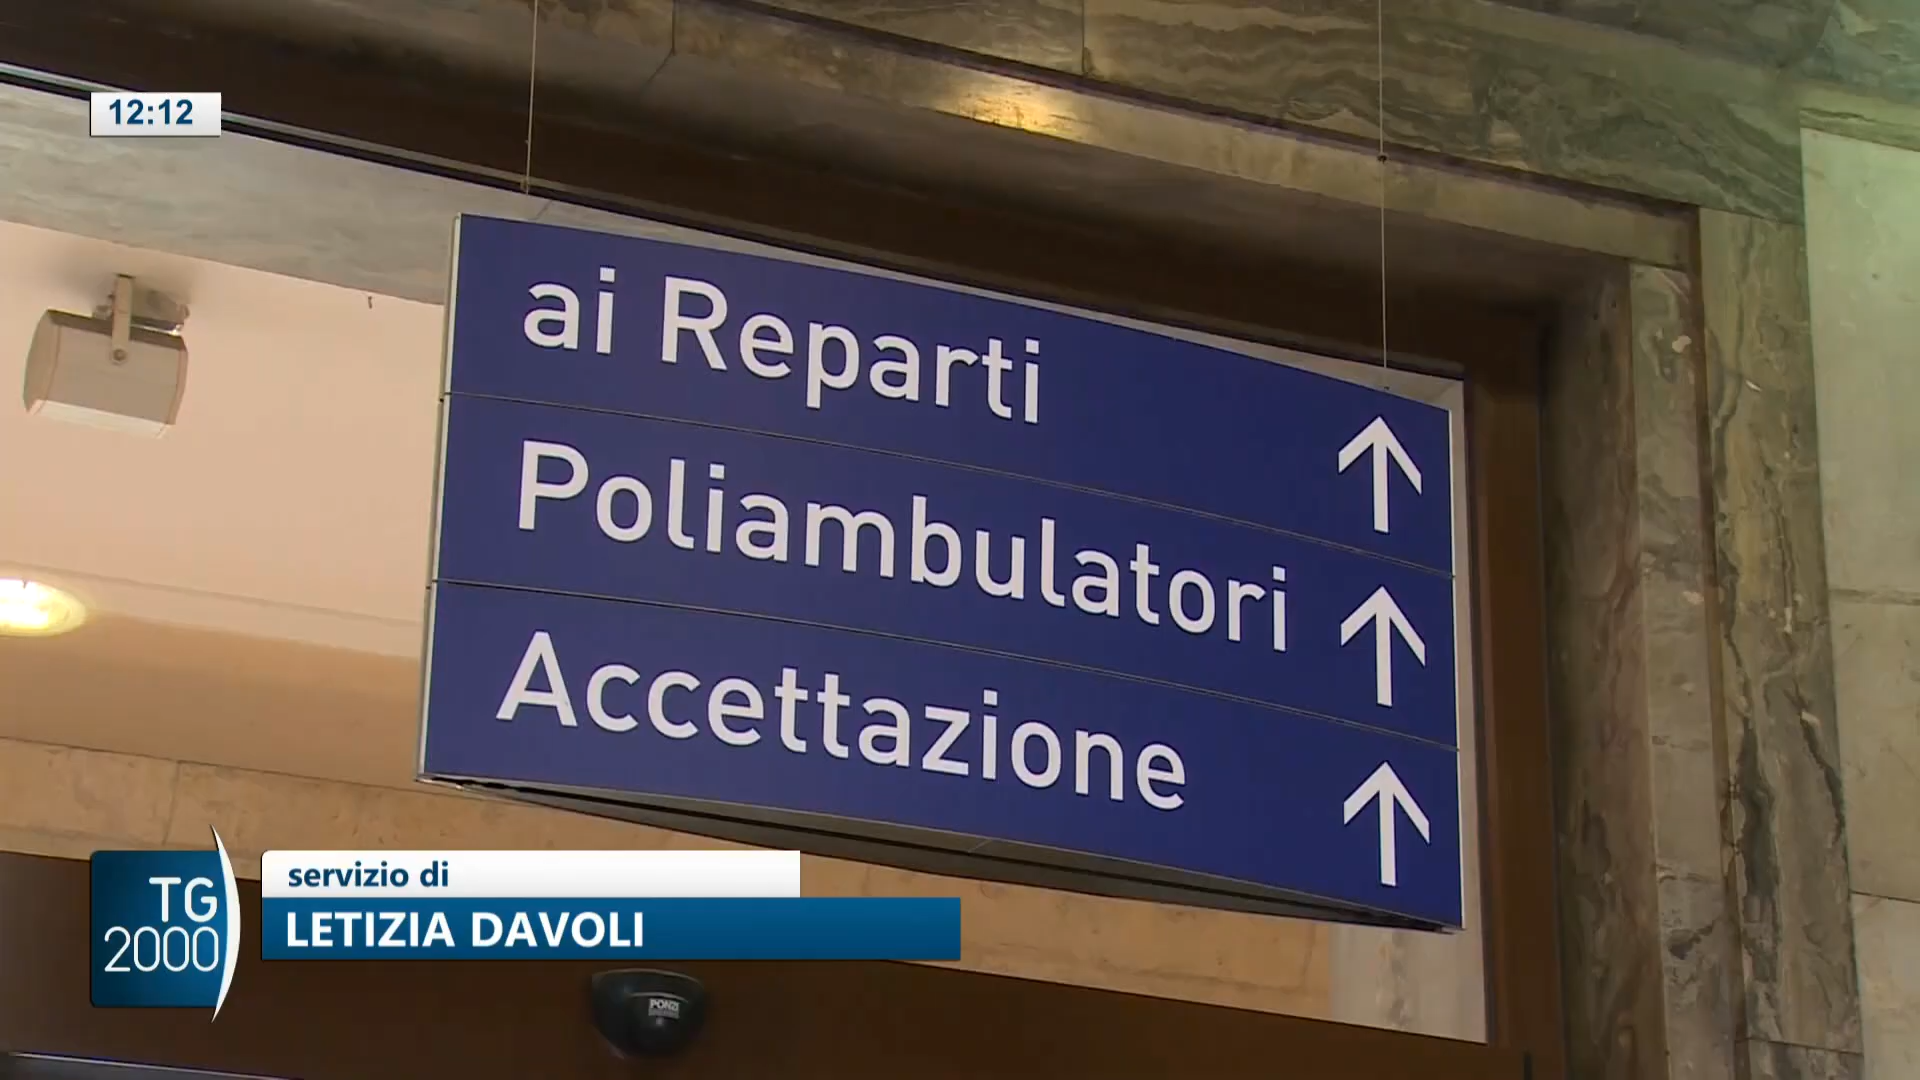 12:12
ai Reparti
Poliambulatori
Accettazione
servizio di
LETIZIA DAVOLI
TG
2000
PONZI